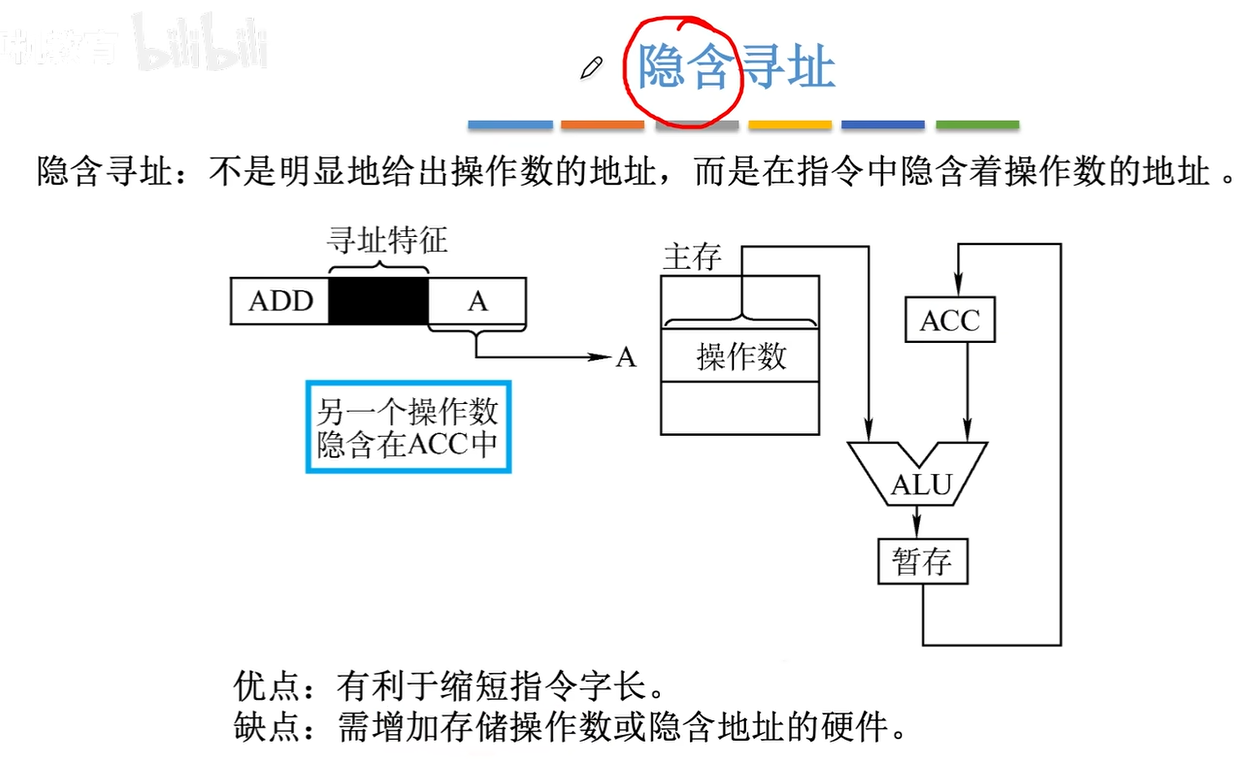 bilibili
隐含寻址
隐含寻址：不是明显地给出操作数的地址，而是在指令中隐含着操作数的地址。
寻址特征
主存
ADD
A
ACC
A
操作数
另一个操作数
隐含在ACC中
ALU
暂存
优点：有利于缩短指令字长。
缺点：需增加存储操作数或隐含地址的硬件。